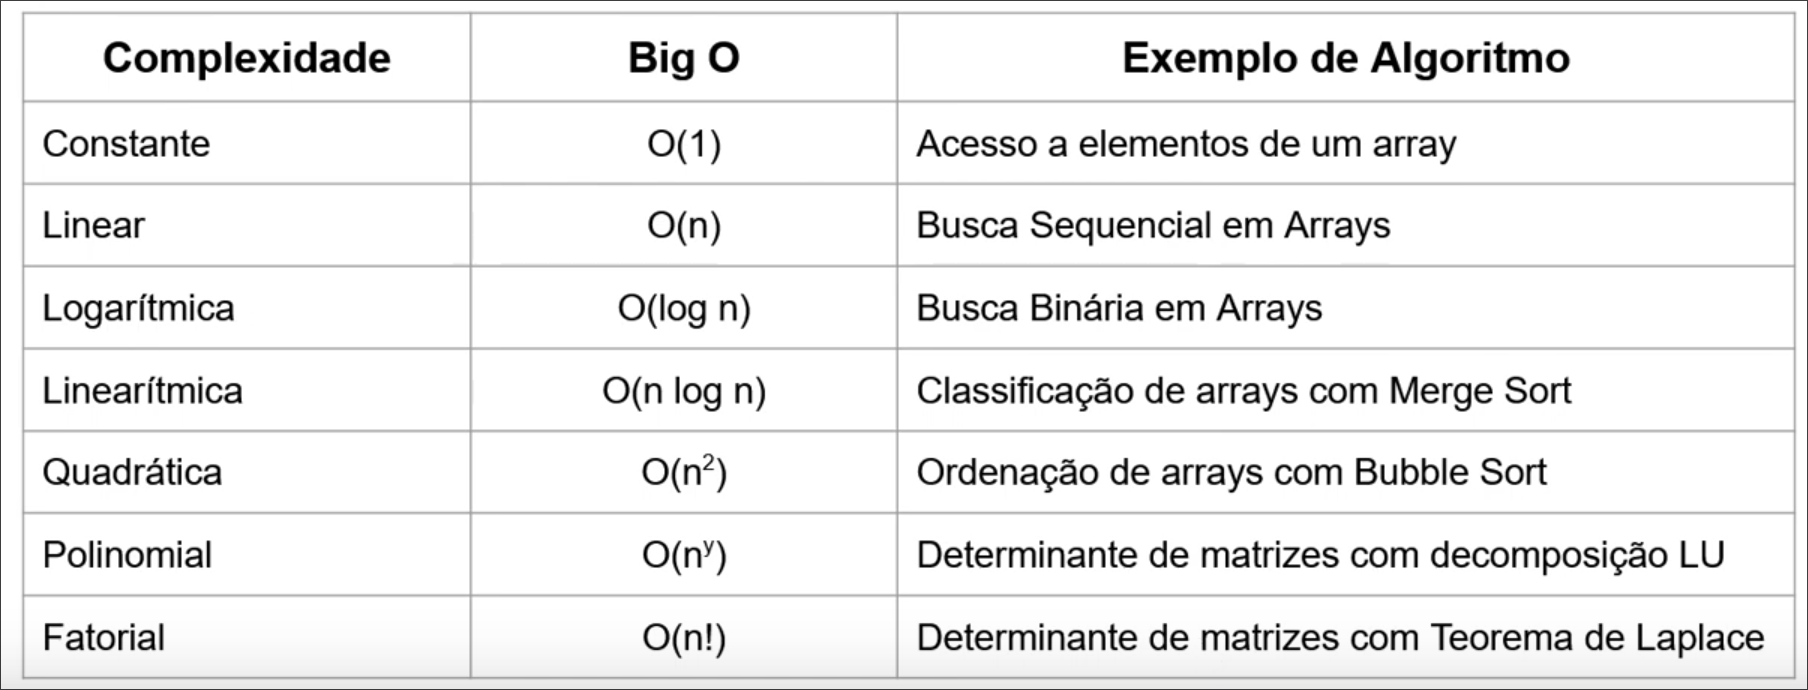 Complexidade Big O Exemplo de Algoritmo
Constante O(1) Acesso a elementos de um array
Linear O(n) Busca Sequencial em Arrays
Logarítmica O(log n) Busca Binária em Arrays
Linearítmica O(n log n) Classificação de arrays com Merge Sort
Quadrática O(n²) Ordenação de arrays com Bubble Sort
Polinomial O(nʸ) Determinante de matrizes com decomposição LU
Fatorial O(n!) Determinante de matrizes com Teorema de Laplace